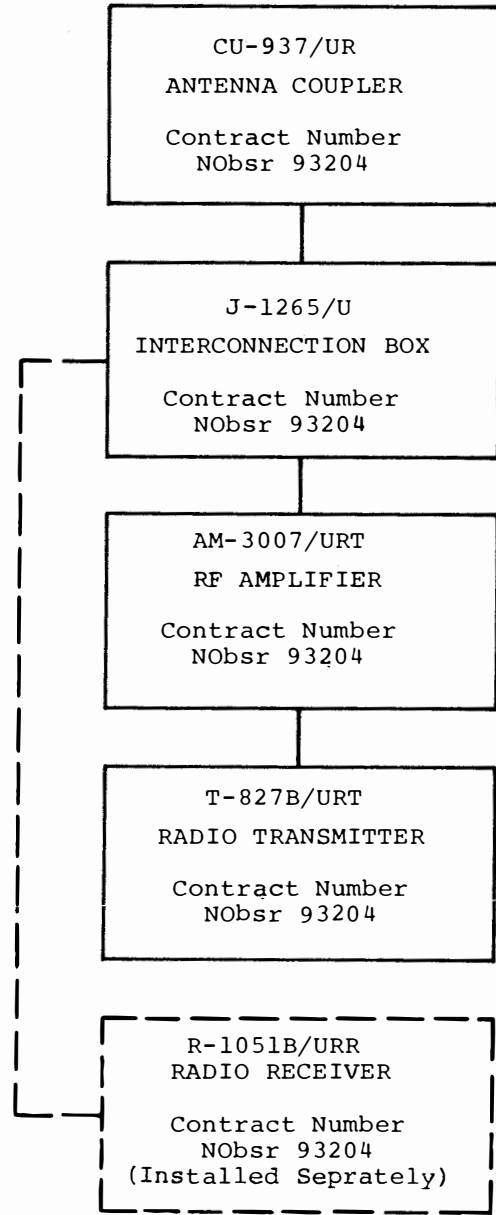 CU-937/UR
ANTENNA COUPLER
Contract Number
NObsr 93204
J-1265/U
INTERCONNECTION BOX
Contract Number
NObsr 93204
AM-3007/URT
RF AMPLIFIER
Contract Number
NObsr 93204
T-827B/URT
RADIO TRANSMITTER
Contract Number
NObsr 93204
R-1051B/URR
RADIO RECEIVER
Contract Number
NObsr 93204
(Installed Seprately)